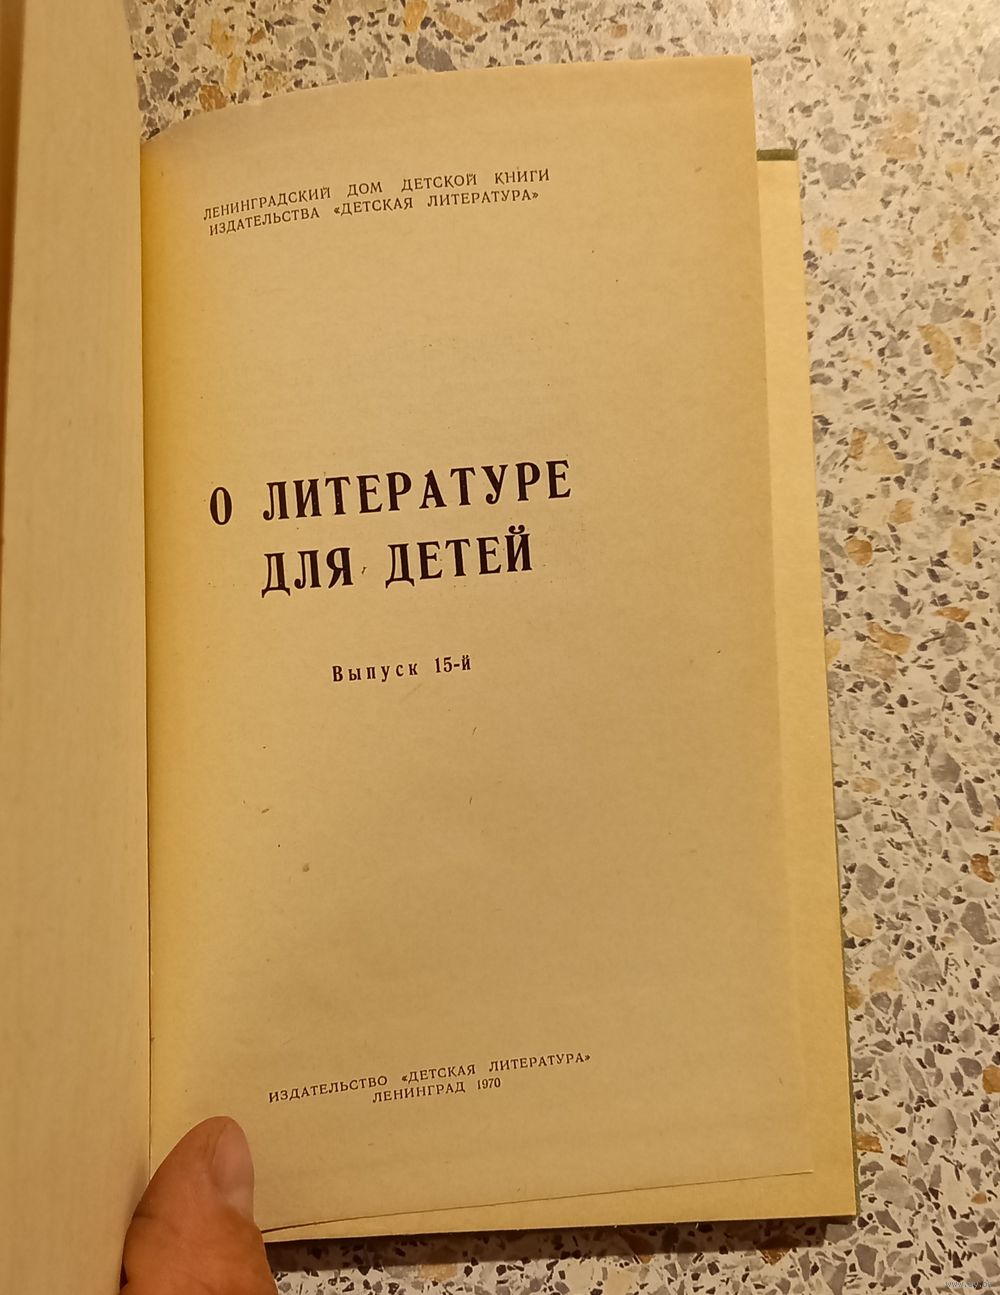 ЛЕНИНГРАДСКИЙ ДОМ ДЕТСКОЙ КНИГИ
ИЗДАТЕЛЬСТВА «ДЕТСКАЯ ЛИТЕРАТУРА»
О ЛИТЕРАТУРЕ
ДЛЯ ДЕТЕЙ
Выпуск 15-й
ИЗДАТЕЛЬСТВО «ДЕТСКАЯ ЛИТЕРАТУРА»
ЛЕНИНГРАД 1970